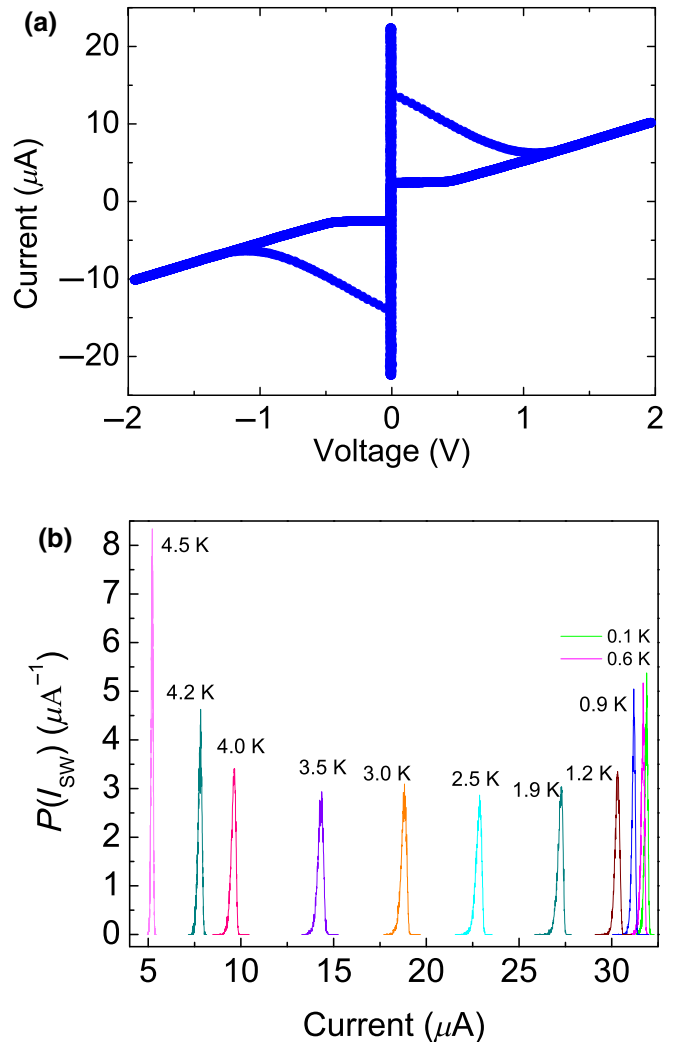 (a)
20
10
0
–10
–20
Current (μA)
–2 –1 0 1 2
Voltage (V)
(b)
8
7
6
5
4
3
2
1
0
P(I_SW) (μA⁻¹)
4.5 K
0.1 K
0.6 K
4.2 K
0.9 K
4.0 K
3.5 K
3.0 K
2.5 K
1.9 K
1.2 K
5 10 15 20 25 30
Current (μA)